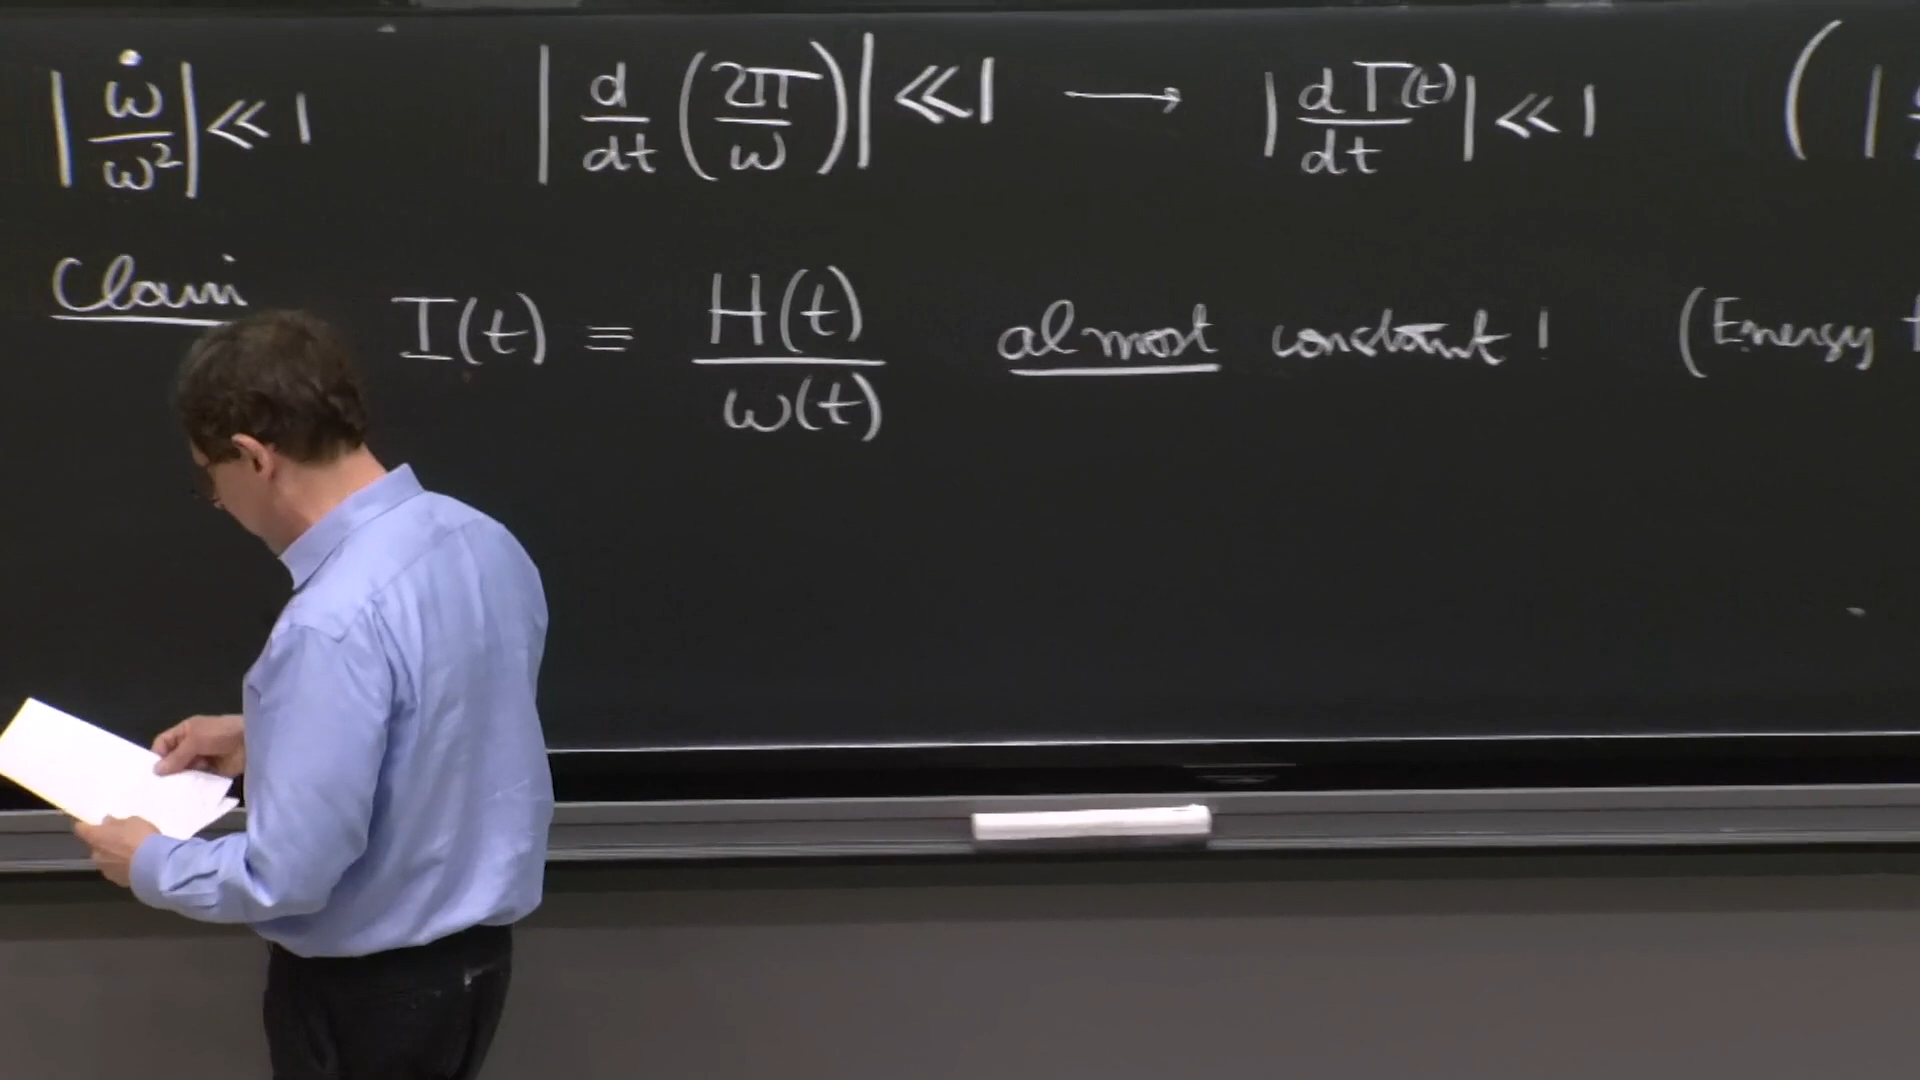 |ω̇/ω²| ≪ 1   |d/dt (2π/ω)| ≪ 1 ⟶ |dT(t)/dt| ≪ 1   ( |
Claim   I(t) ≡ H(t)/ω(t)   almost constant !   (Energy